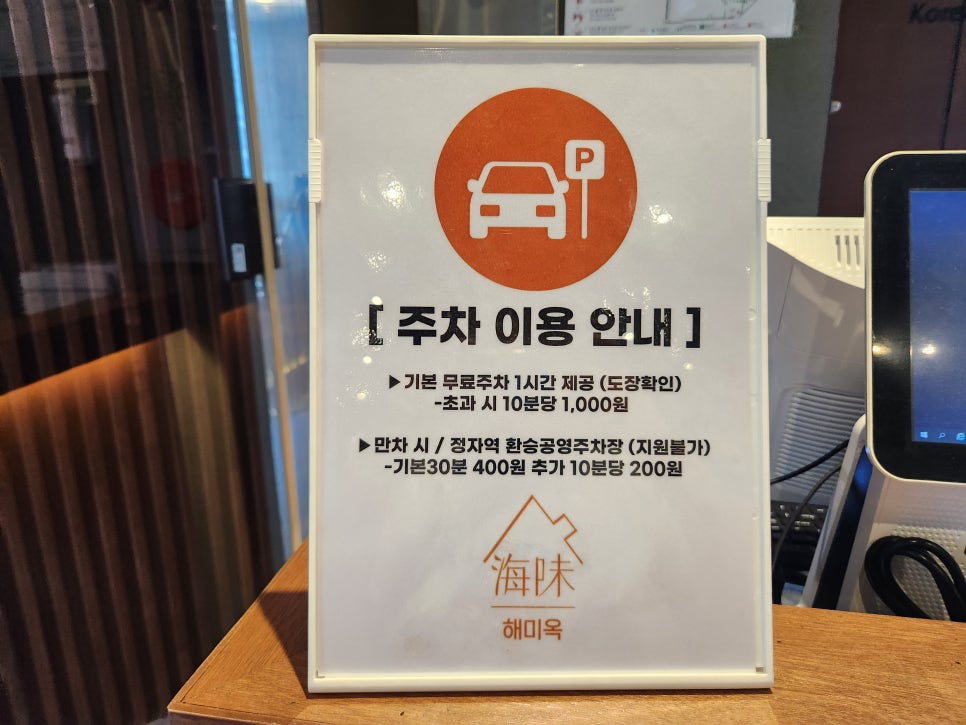 P
[ 주차 이용 안내 ]
▶기본 무료주차 1시간 제공 (도장확인)
-초과 시 10분당 1,000원
▶만차 시 / 정자역 환승공영주차장 (지원불가)
-기본30분 400원 추가 10분당 200원
海味
해미옥